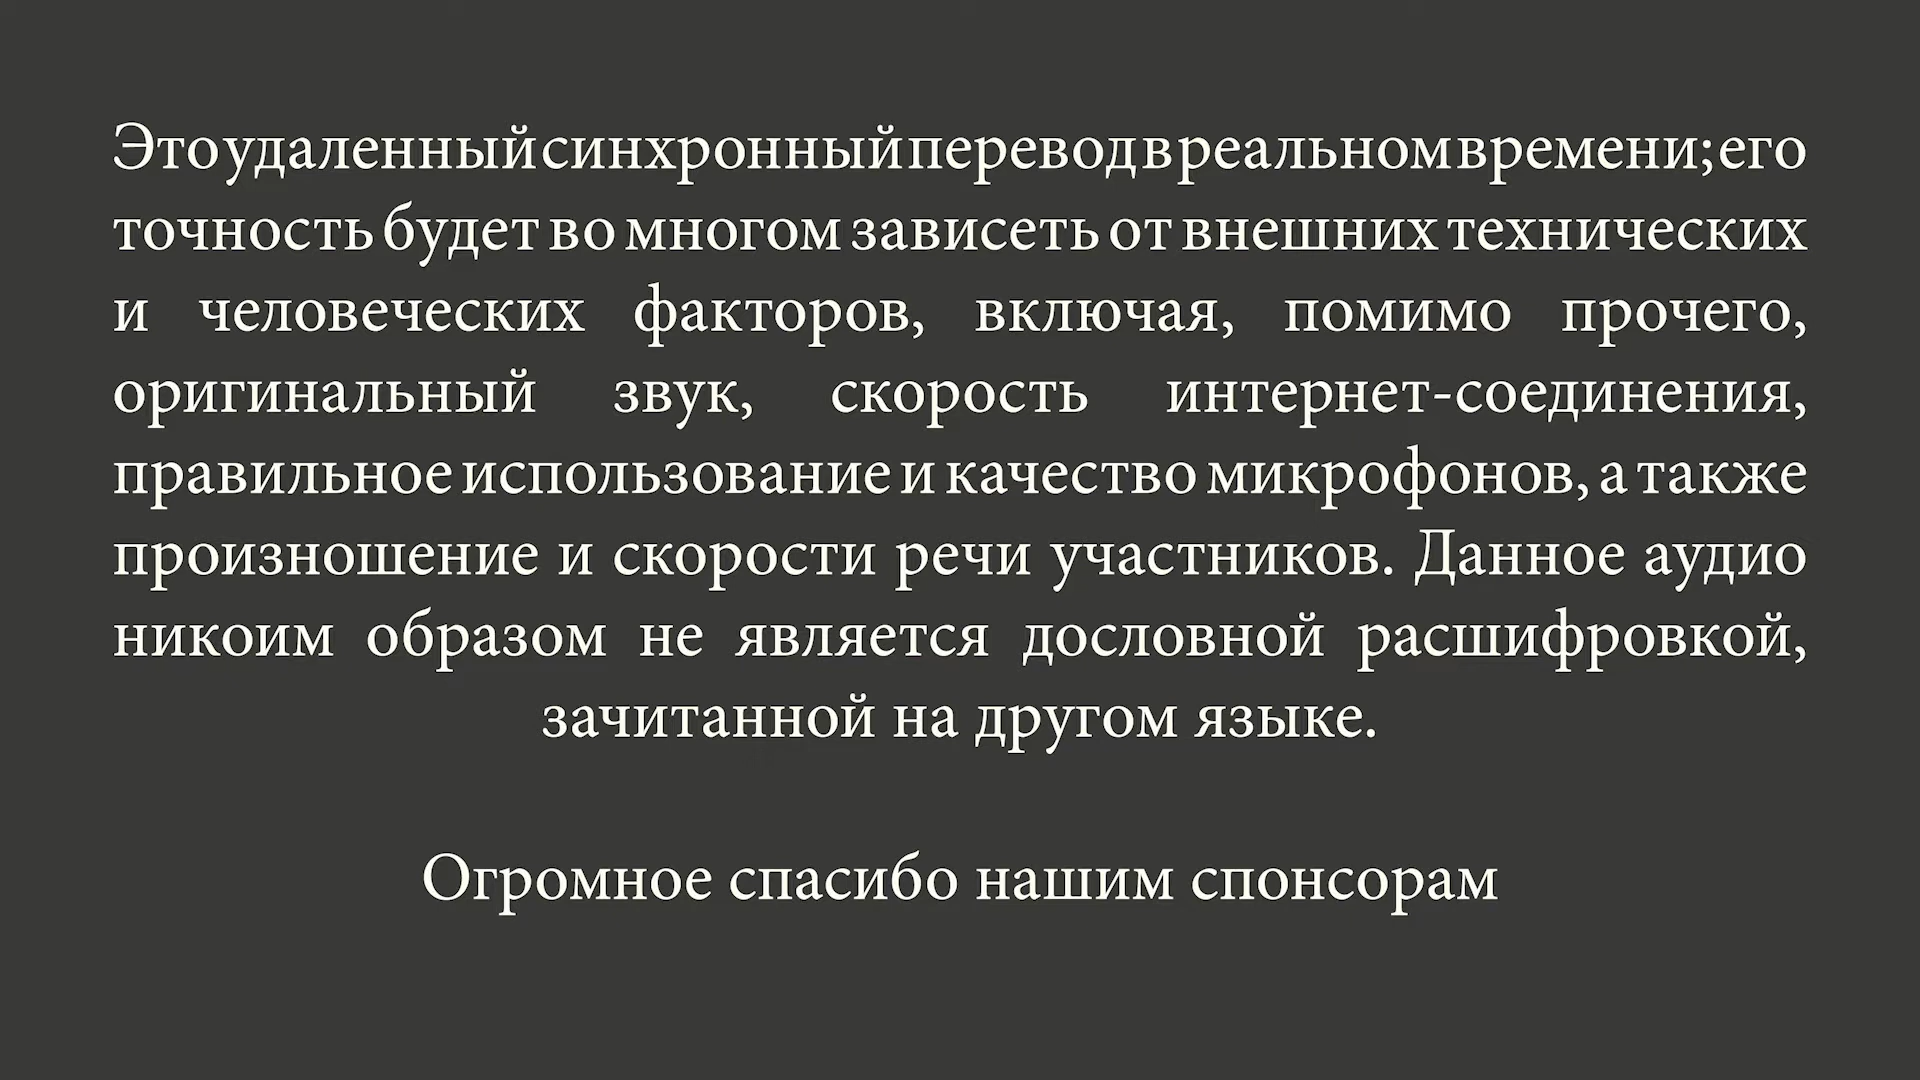 Это удаленный синхронный перевод в реальном времени; его
точность будет во многом зависеть от внешних технических
и человеческих факторов, включая, помимо прочего,
оригинальный звук, скорость интернет-соединения,
правильное использование и качество микрофонов, а также
произношение и скорости речи участников. Данное аудио
никоим образом не является дословной расшифровкой,
зачитанной на другом языке.
Огромное спасибо нашим спонсорам